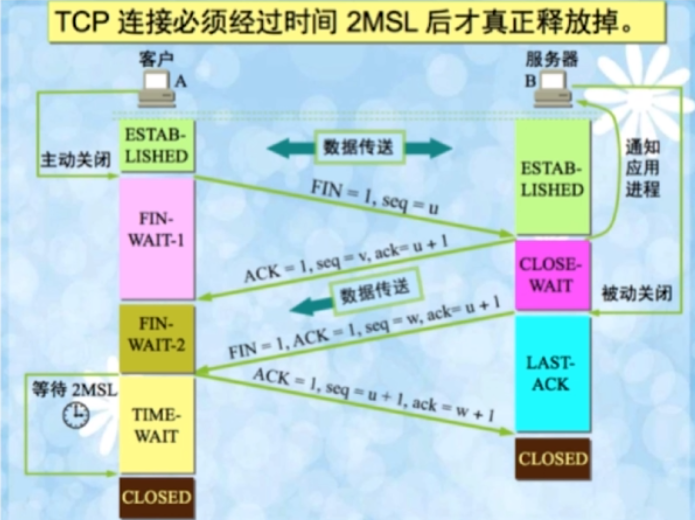 TCP 连接必须经过时间 2MSL 后才真正释放掉。
客户
A
服务器
B
ESTAB-
LISHED
主动关闭
数据传送
ESTAB-
LISHED
通知
应用
进程
FIN = 1, seq = u
FIN-
WAIT-1
ACK = 1, seq = v, ack= u + 1
CLOSE-
WAIT
数据传送
被动关闭
FIN-
WAIT-2
FIN = 1, ACK = 1, seq = w, ack= u + 1
LAST-
ACK
等待 2MSL
ACK = 1, seq = u + 1, ack = w + 1
TIME-
WAIT
CLOSED
CLOSED